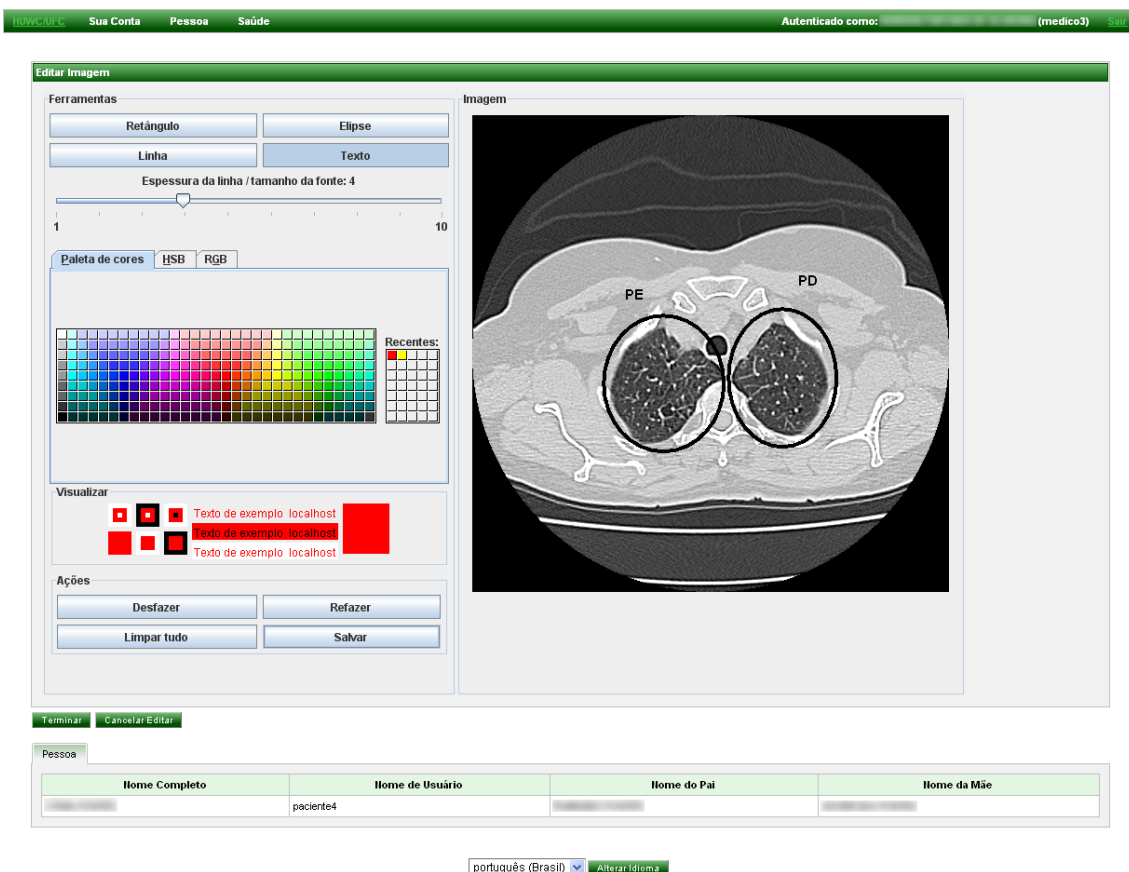 HUWC/UFC Sua Conta Pessoa Saúde Autenticado como: (medico3) Sair
Editar Imagem
Ferramentas
Retângulo Elipse
Linha Texto
Espessura da linha / tamanho da fonte: 4
1 10
Paleta de cores HSB RGB
Recentes:
Visualizar
Texto de exemplo localhost
Texto de exemplo localhost
Texto de exemplo localhost
Ações
Desfazer Refazer
Limpar tudo Salvar
Imagem
PE PD
Terminar Cancelar Editar
Pessoa
Nome Completo Nome de Usuário Nome do Pai Nome da Mãe
paciente4
português (Brasil) Alterar Idioma